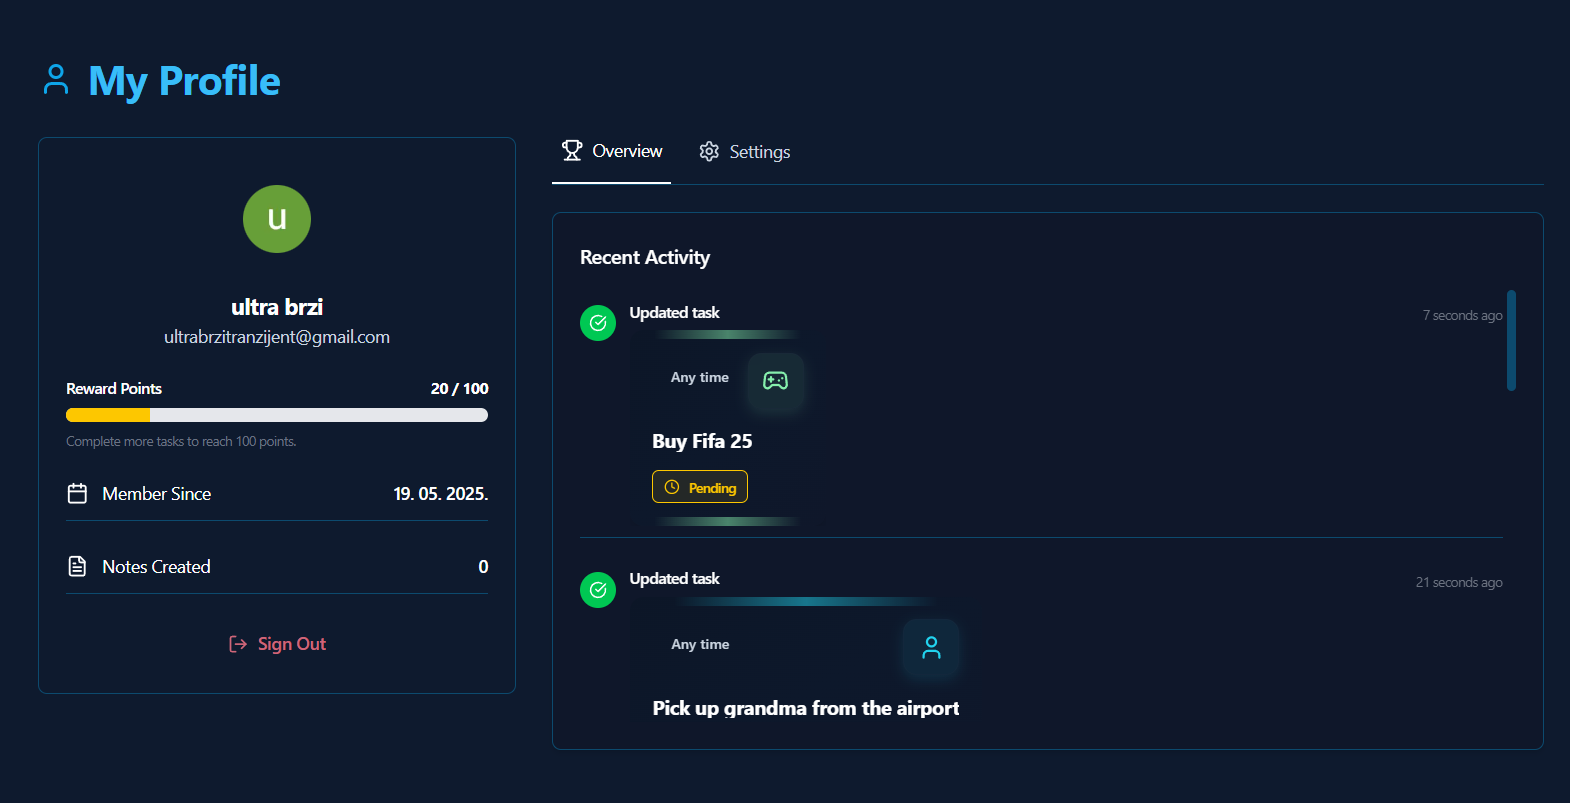 My Profile
u
ultra brzi
ultrabrzitranzijent@gmail.com
Reward Points 20 / 100
Complete more tasks to reach 100 points.
Member Since 19. 05. 2025.
Notes Created 0
Sign Out
Overview Settings
Recent Activity
Updated task 7 seconds ago
Any time
Buy Fifa 25
Pending
Updated task 21 seconds ago
Any time
Pick up grandma from the airport